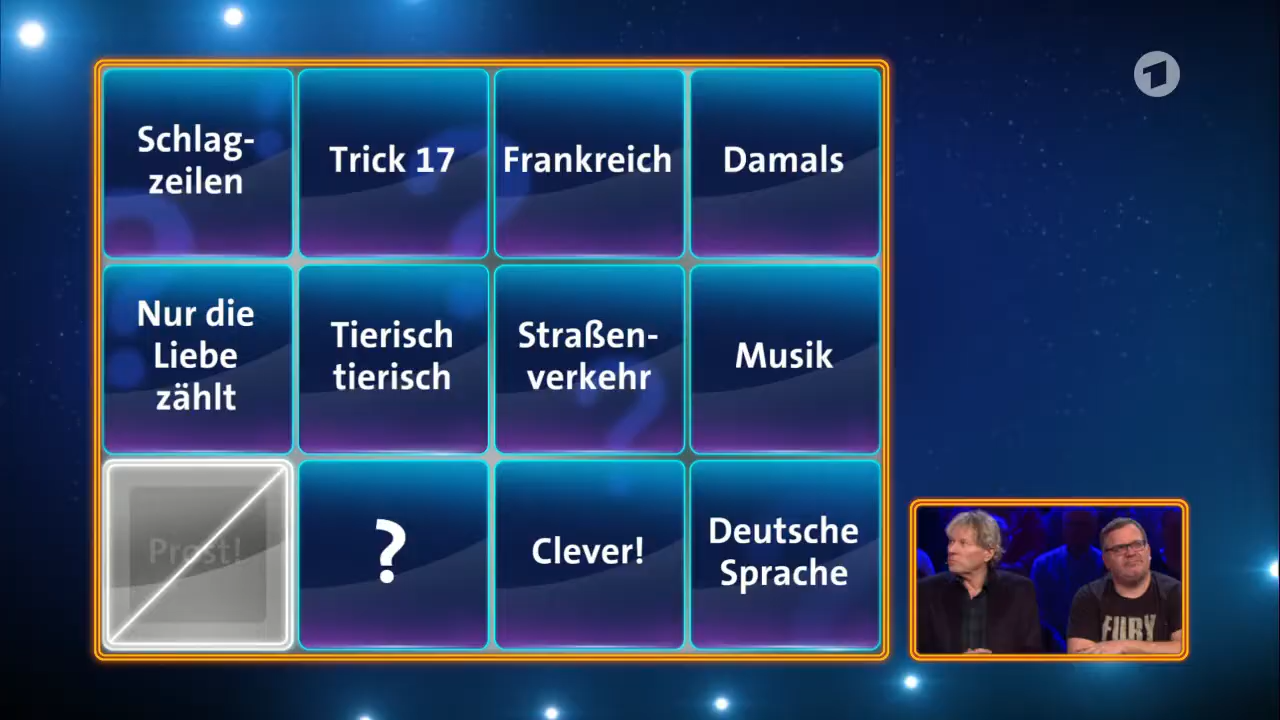 Schlag-
zeilen
Trick 17
Frankreich
Damals
Nur die
Liebe
zählt
Tierisch
tierisch
Straßen-
verkehr
Musik
Prost!
?
Clever!
Deutsche
Sprache
1
FURY